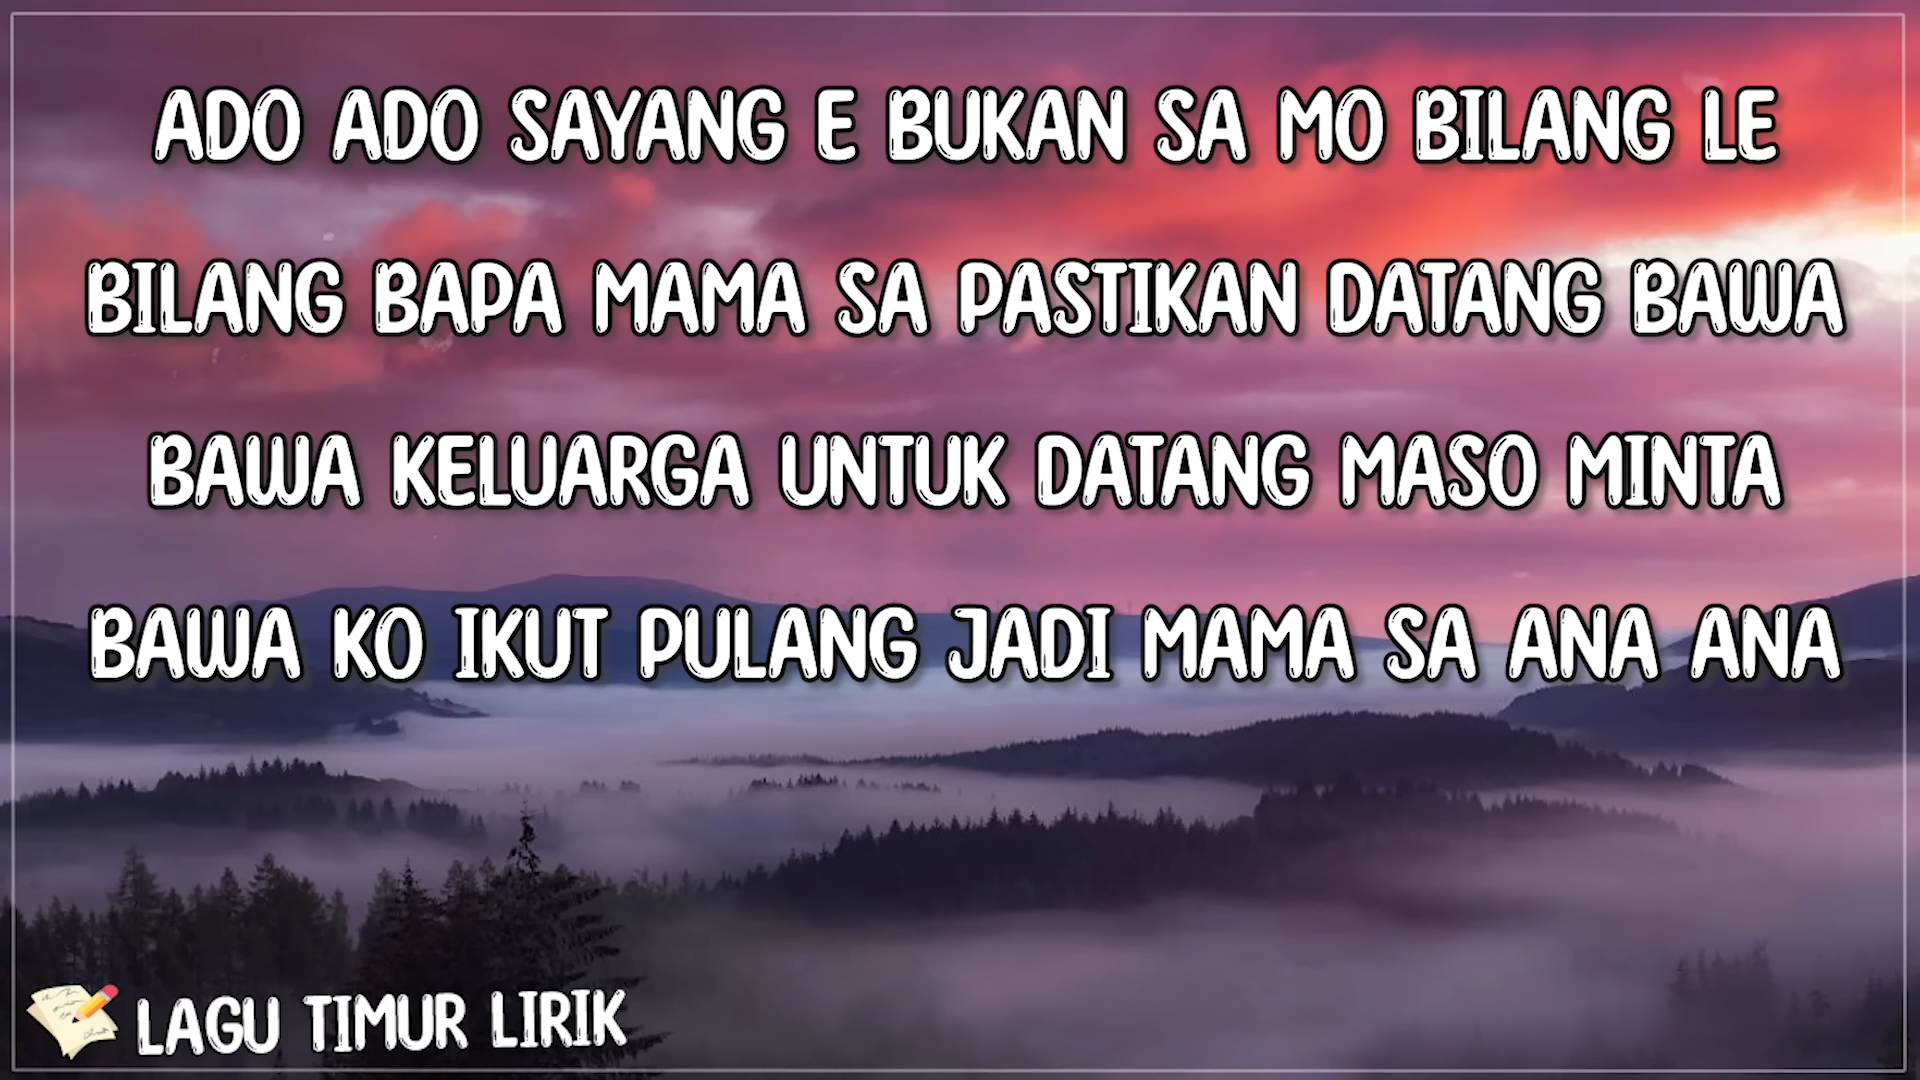 ADO ADO SAYANG E BUKAN SA MO BILANG LE
BILANG BAPA MAMA SA PASTIKAN DATANG BAWA
BAWA KELUARGA UNTUK DATANG MASO MINTA
BAWA KO IKUT PULANG JADI MAMA SA ANA ANA
LAGU TIMUR LIRIK